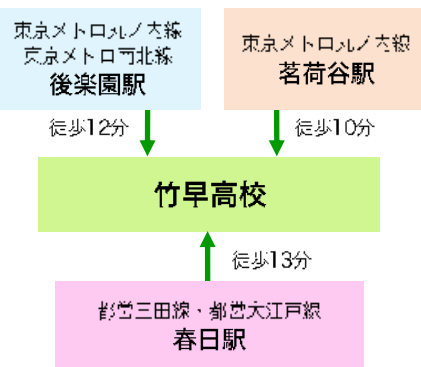 東京メトロ丸ノ内線
東京メトロ南北線
後楽園駅
東京メトロ丸ノ内線
茗荷谷駅
徒歩12分
徒歩10分
竹早高校
徒歩13分
都営三田線・都営大江戸線
春日駅